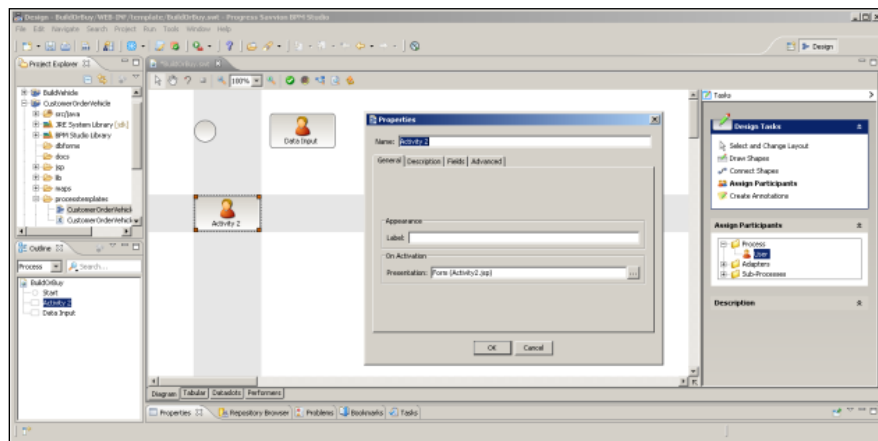 Design - BuildOrBuy/WEB-INF/template/BuildOrBuy.swt - Progress Savvion BPM Studio
File Edit Navigate Search Project Run Tools Window Help
Design
Project Explorer
100%
BuildVehicle
CustomerOrderVehicle
src/java
JRE System Library [jdk]
BPM Studio Library
dbforms
docs
jsp
lib
maps
processtemplates
CustomerOrderVehicl
CustomerOrderVehicl
Outline
Process
Search...
BuildOrBuy
Start
Activity 2
Data Input
Data Input
Activity 2
Properties
Name: Activity 2
General Description Fields Advanced
Appearance
Label:
On Activation
Presentation: Form (Activity2.jsp)
...
OK Cancel
Tasks
Design Tasks
Select and Change Layout
Draw Shapes
Connect Shapes
Assign Participants
Create Annotations
Assign Participants
Process
User
Adapters
Sub-Processes
Description
Diagram Tabular Dataslots Performers
Properties Repository Browser Problems Bookmarks Tasks